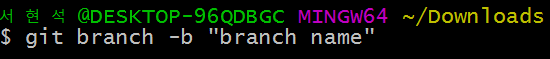 서 현 석 @DESKTOP-96QDBGC MINGW64 ~/Downloads
$ git branch -b "branch name"